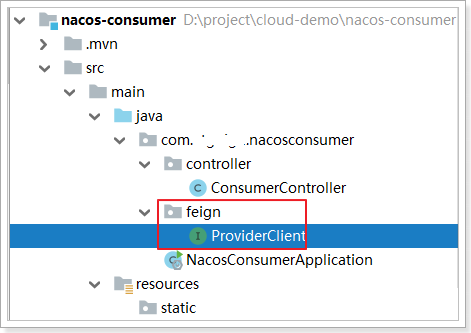 nacos-consumer D:\project\cloud-demo\nacos-consumer
.mvn
src
main
java
com. .nacosconsumer
controller
C ConsumerController
feign
I ProviderClient
C NacosConsumerApplication
resources
static